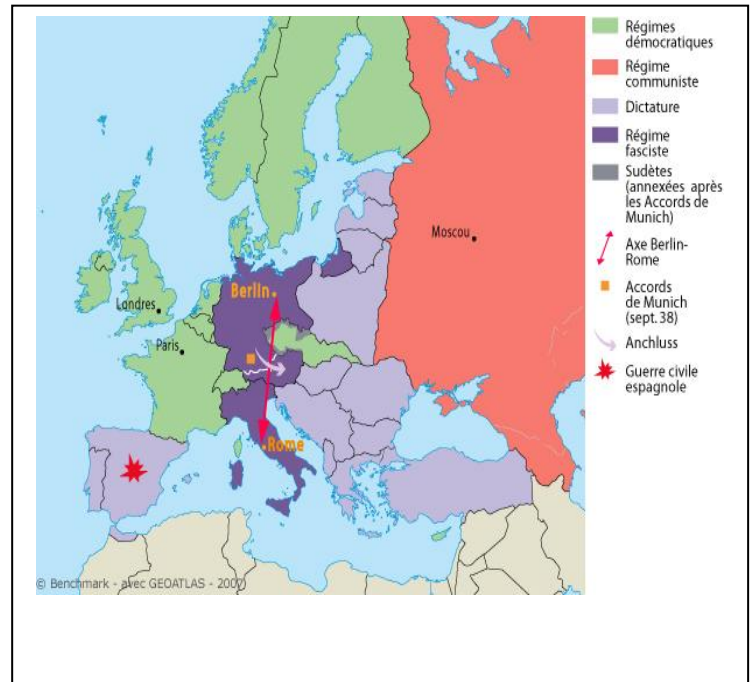 Régimes
démocratiques
Régime
communiste
Dictature
Régime
fasciste
Sudètes
(annexées après
les Accords de
Munich)
Axe Berlin-
Rome
Accords
de Munich
(sept. 38)
Anchluss
Guerre civile
espagnole
Moscou
Berlin
Londres
Paris
Rome
© Benchmark - avec GEOATLAS - 2007